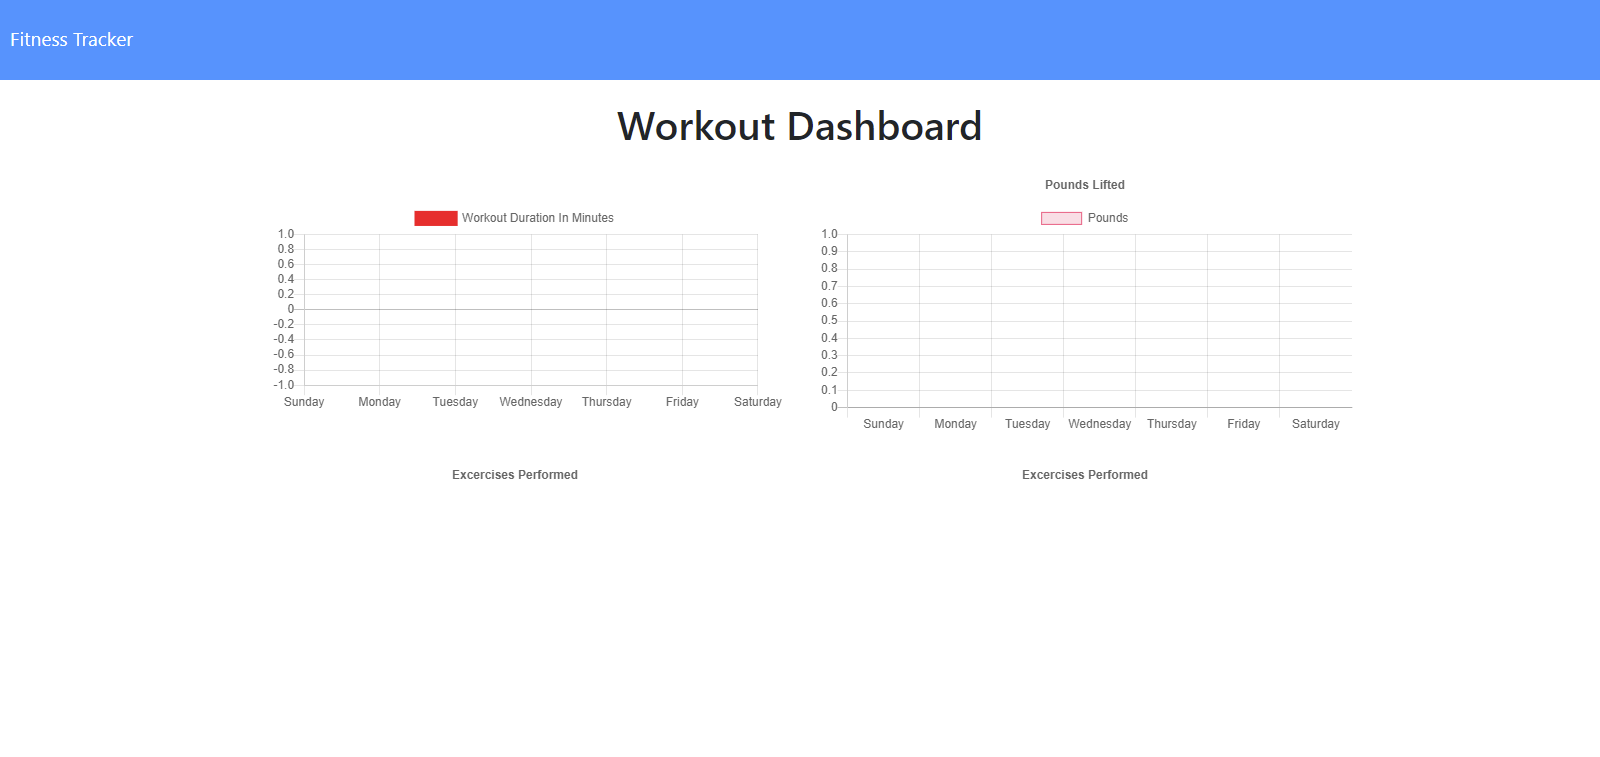 Fitness Tracker
Workout Dashboard
Workout Duration In Minutes
1.0
0.8
0.6
0.4
0.2
0
-0.2
-0.4
-0.6
-0.8
-1.0
Sunday Monday Tuesday Wednesday Thursday Friday Saturday
Pounds Lifted
Pounds
1.0
0.9
0.8
0.7
0.6
0.5
0.4
0.3
0.2
0.1
0
Sunday Monday Tuesday Wednesday Thursday Friday Saturday
Excercises Performed
Excercises Performed